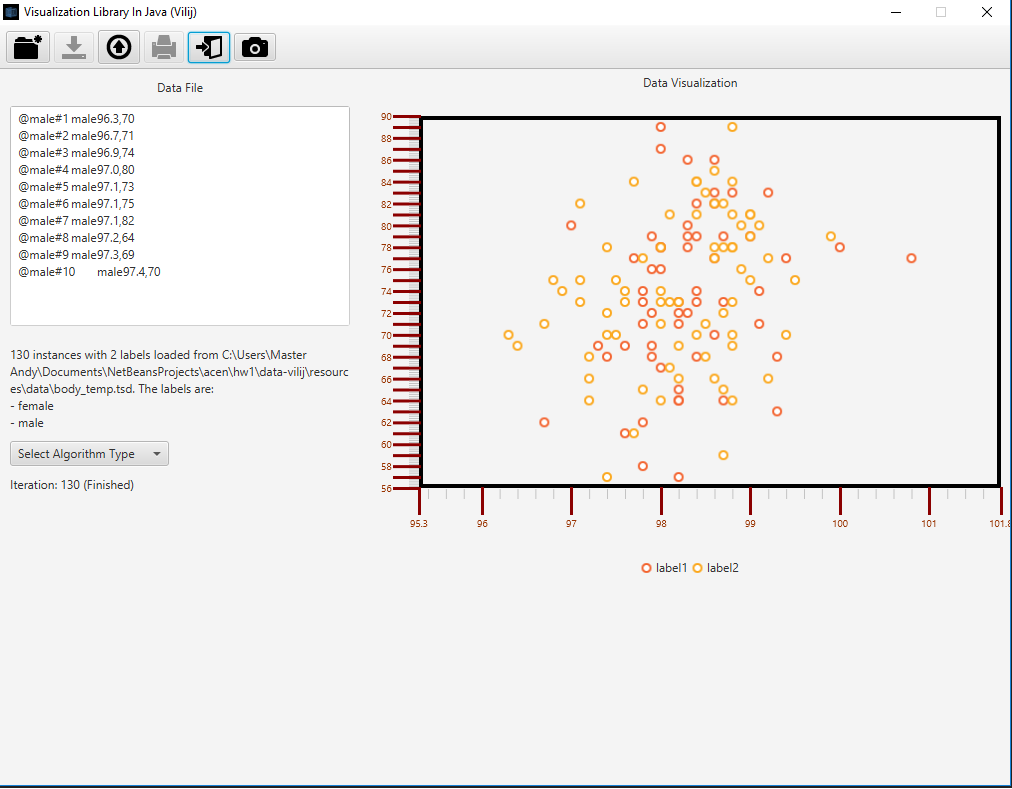 Visualization Library In Java (Vilij)
Data File
@male#1 male96.3,70
@male#2 male96.7,71
@male#3 male96.9,74
@male#4 male97.0,80
@male#5 male97.1,73
@male#6 male97.1,75
@male#7 male97.1,82
@male#8 male97.2,64
@male#9 male97.3,69
@male#10 male97.4,70
130 instances with 2 labels loaded from C:\Users\Master
Andy\Documents\NetBeansProjects\acen\hw1\data-vilij\resourc
es\data\body_temp.tsd. The labels are:
- female
- male
Select Algorithm Type
Iteration: 130 (Finished)
Data Visualization
90
88
86
84
82
80
78
76
74
72
70
68
66
64
62
60
58
56
95.3 96 97 98 99 100 101 101.8
label1 label2